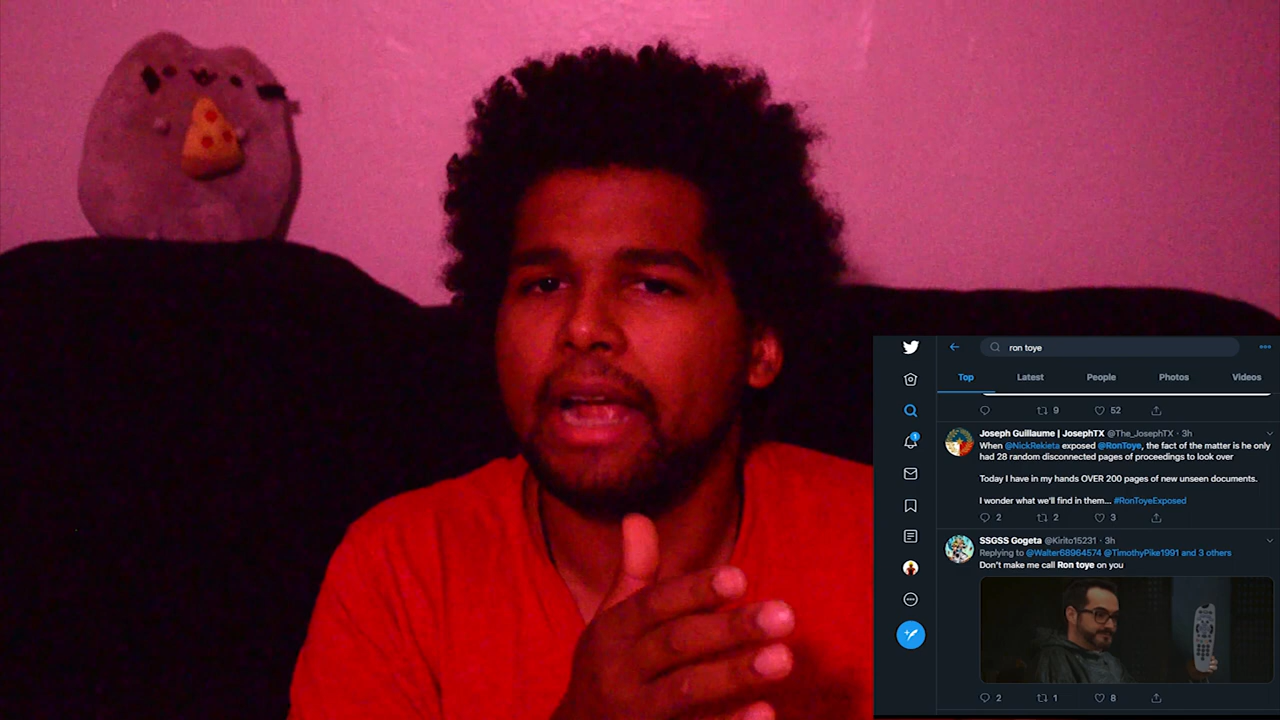 ron toye
Top Latest People Photos Videos
9 52
Joseph Guillaume | JosephTX @The_JosephTX · 3h
When @NickRekieta exposed @RonToye, the fact of the matter is he only
had 28 random disconnected pages of proceedings to look over
Today I have in my hands OVER 200 pages of new unseen documents.
I wonder what we'll find in them... #RonToyeExposed
2 2 3
SSGSS Gogeta @Kirito15231 · 3h
Replying to @Walter68964574 @TimothyPike1991 and 3 others
Don't make me call Ron toye on you
2 1 8
1